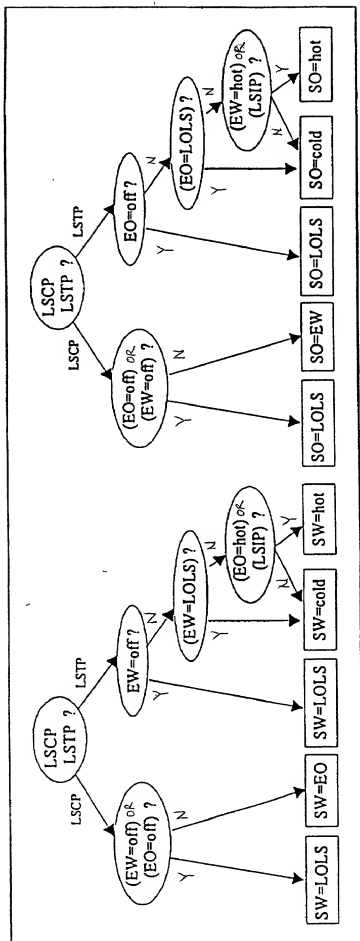 LSCP
LSTP ?
LSCP
LSTP
(EW=off) OR
(EO=off) ?
EW=off ?
Y
N
Y
N
(EW=LOLS) ?
Y
N
(EO=hot) OR
(LSIP) ?
N
Y
SW=LOLS
SW=EO
SW=LOLS
SW=cold
SW=hot
LSCP
LSTP ?
LSCP
LSTP
(EO=off) OR
(EW=off) ?
EO=off ?
Y
N
Y
N
(EO=LOLS) ?
Y
N
(EW=hot) OR
(LSIP) ?
N
Y
SO=LOLS
SO=EW
SO=LOLS
SO=cold
SO=hot